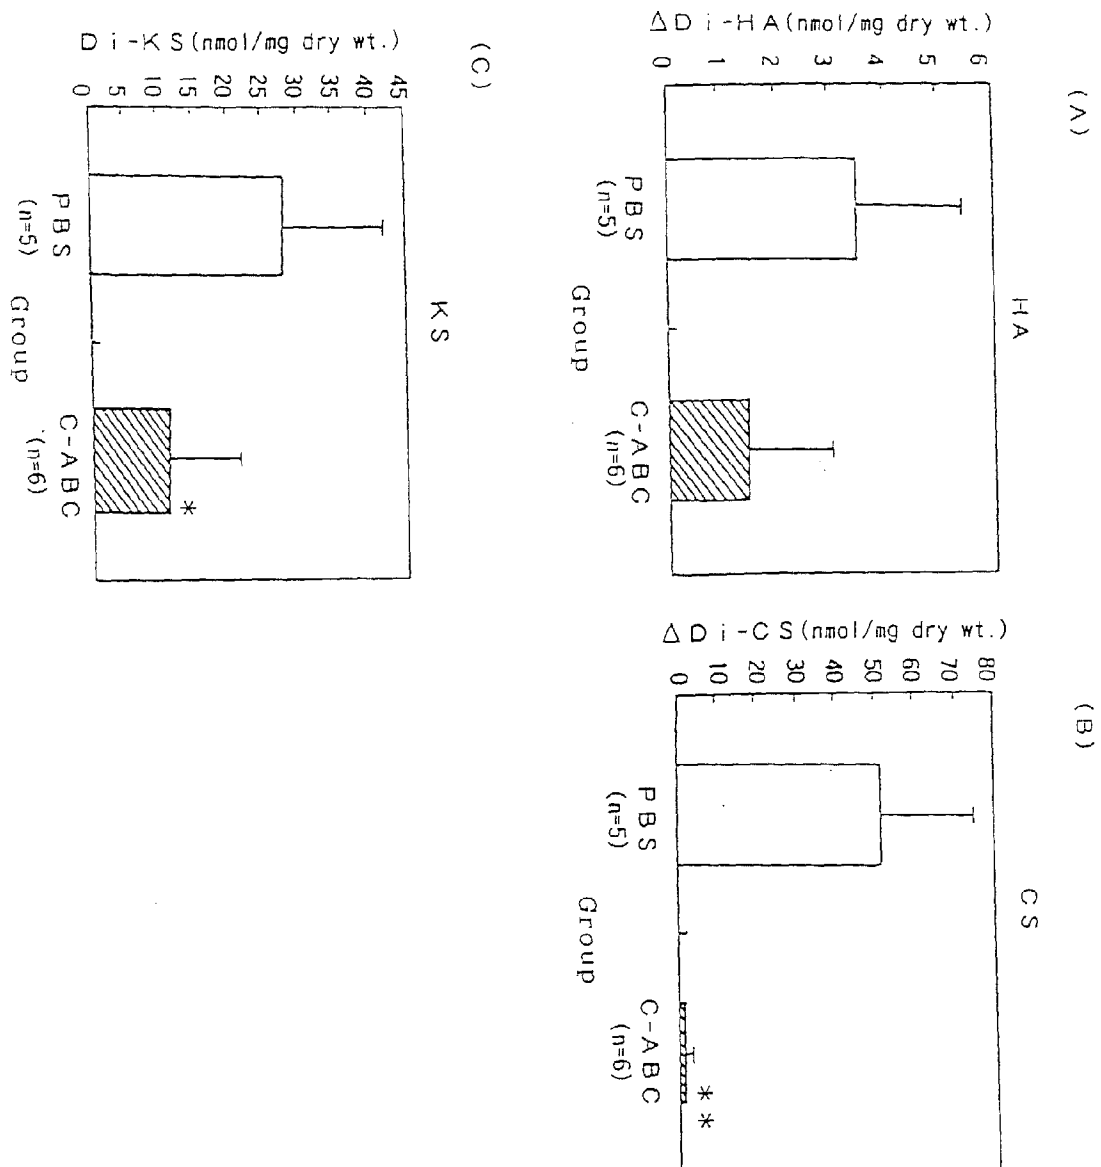 (A)
HA
ΔDi-HA(nmol/mg dry wt.)
6
5
4
3
2
1
0
PBS
(n=5)
C-ABC
(n=6)
Group
(B)
CS
ΔDi-CS(nmol/mg dry wt.)
80
70
60
50
40
30
20
10
0
PBS
(n=5)
C-ABC
(n=6)
Group
**
(C)
KS
Di-KS(nmol/mg dry wt.)
45
40
35
30
25
20
15
10
5
0
PBS
(n=5)
C-ABC
(n=6)
Group
*